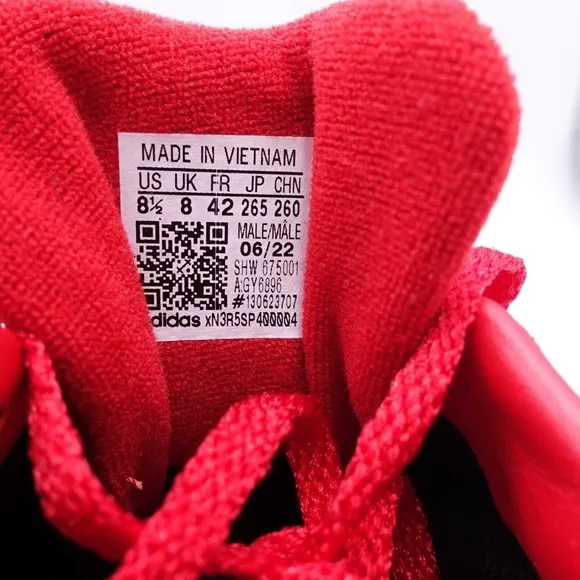 MADE IN VIETNAM
US UK FR JP CHN
8½ 8 42 265 260
MALE/MÂLE
06/22
SHW 675001
A:GY6896
#130623707
adidas xN3R5SP400004